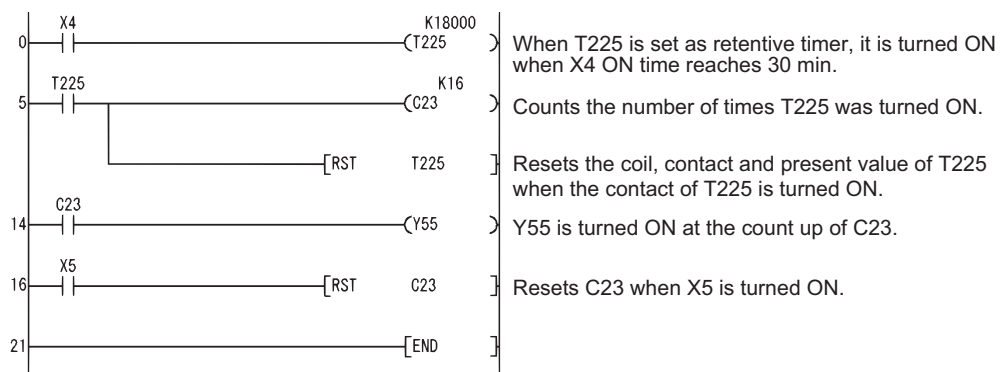 X4 K18000
0 (T225 ) When T225 is set as retentive timer, it is turned ON
when X4 ON time reaches 30 min.
T225 K16
5 (C23 ) Counts the number of times T225 was turned ON.
[RST T225 ] Resets the coil, contact and present value of T225
when the contact of T225 is turned ON.
C23
14 (Y55 ) Y55 is turned ON at the count up of C23.
X5
16 [RST C23 ] Resets C23 when X5 is turned ON.
21 [END ]